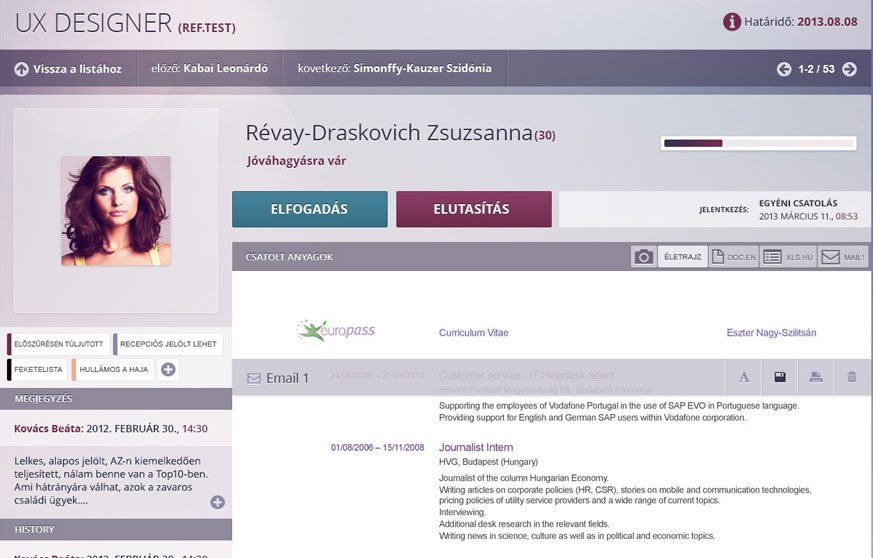 UX DESIGNER (REF.TEST)
Határidő: 2013.08.08
Vissza a listához
előző: Kabai Leonárdó
kovetkező: Simonffy-Kauzer Szidónia
1-2 / 53
Révay-Draskovich Zsuzsanna(30)
Jóváhagyásra vár
ELFOGADÁS
ELUTASÍTÁS
JELENTKEZÉS:
EGYÉNI CSATOLÁS
2013 MÁRCIUS 11., 08:53
CSATOLT ANYAGOK
ÉLETRAJZ
DOC.EN
XLS.HU
MAIL1
europass
Curriculum Vitae
Eszter Nagy-Szilitsán
Email 1
24/08/2009 – 31/01/2010
Customer service - IT Helpdesk agent
A
Hewlett-Packard Magyarország Kft., Budapest (Hungary)
Supporting the employees of Vodafone Portugal in the use of SAP EVO in Portuguese language.
Providing support for English and German SAP users within Vodafone corporation.
01/08/2006 – 15/11/2008
Journalist Intern
HVG, Budapest (Hungary)
Journalist of the column Hungarian Economy.
Writing articles on corporate policies (HR, CSR), stories on mobile and communication technologies,
pricing policies of utility service providers and a wide range of current topics.
Interviewing.
Additional desk research in the relevant fields.
Writing news in science, culture as well as in political and economic topics.
ELŐSZŰRÉSEN TÚLJUTOTT
RECEPCIÓS JELÖLT LEHET
FEKETELISTA
HULLÁMOS A HAJA
MEGJEGYZÉS
Kovács Beáta: 2012. FEBRUÁR 30., 14:30
Lelkes, alapos jelölt, AZ-n kiemelkedően
teljesített, nálam benne van a Top10-ben.
Ami hátrányára válhat, azok a zavaros
családi ügyek....
HISTORY
Kovács Beáta: 2012. FEBRUÁR 30., 14:30